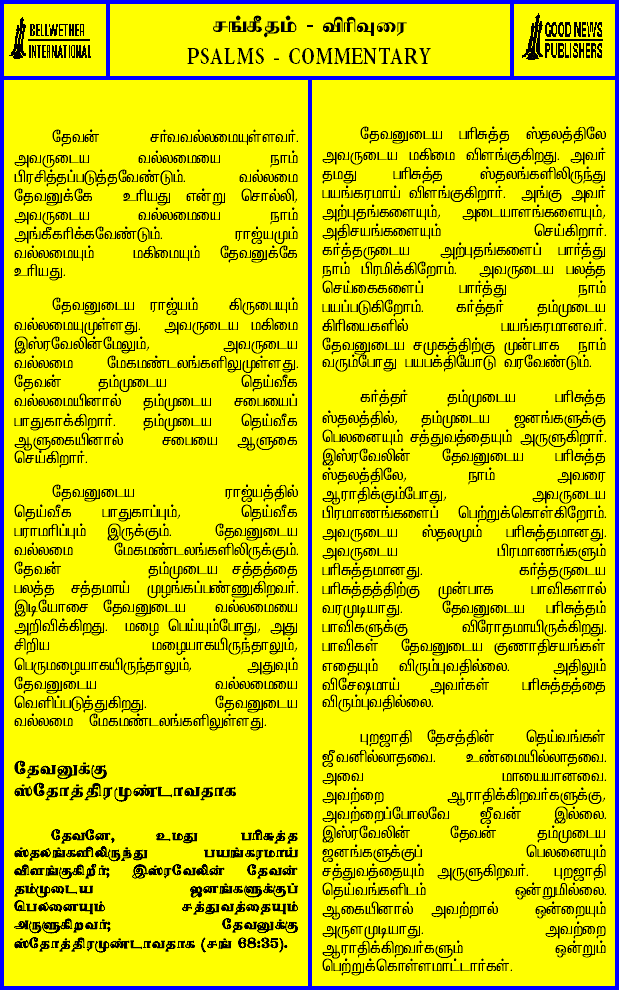 BELLWETHER
INTERNATIONAL
சங்கீதம் - விரிவுரை
PSALMS - COMMENTARY
GOOD NEWS
PUBLISHERS
தேவன் சர்வவல்லமையுள்ளவர்.
அவருடைய வல்லமையை நாம்
பிரசித்தப்படுத்தவேண்டும். வல்லமை
தேவனுக்கே உரியது என்று சொல்லி,
அவருடைய வல்லமையை நாம்
அங்கீகரிக்கவேண்டும். ராஜ்யமும்
வல்லமையும் மகிமையும் தேவனுக்கே
உரியது.
தேவனுடைய ராஜ்யம் கிருபையும்
வல்லமையுமுள்ளது. அவருடைய மகிமை
இஸ்ரவேலின்மேலும், அவருடைய
வல்லமை மேகமண்டலங்களிலுமுள்ளது.
தேவன் தம்முடைய தெய்வீக
வல்லமையினால் தம்முடைய சபையைப்
பாதுகாக்கிறார். தம்முடைய தெய்வீக
ஆளுகையினால் சபையை ஆளுகை
செய்கிறார்.
தேவனுடைய ராஜ்யத்தில்
தெய்வீக பாதுகாப்பும், தெய்வீக
பராமரிப்பும் இருக்கும். தேவனுடைய
வல்லமை மேகமண்டலங்களிலிருக்கும்.
தேவன் தம்முடைய சத்தத்தை
பலத்த சத்தமாய் முழங்கப்பண்ணுகிறவர்.
இடியோசை தேவனுடைய வல்லமையை
அறிவிக்கிறது. மழை பெய்யும்போது, அது
சிறிய மழையாகயிருந்தாலும்,
பெருமழையாகயிருந்தாலும், அதுவும்
தேவனுடைய வல்லமையை
வெளிப்படுத்துகிறது. தேவனுடைய
வல்லமை மேகமண்டலங்களிலுள்ளது.
தேவனுக்கு
ஸ்தோத்திரமுண்டாவதாக
தேவனே, உமது பரிசுத்த
ஸ்தலங்களிலிருந்து பயங்கரமாய்
விளங்குகிறீர்; இஸ்ரவேலின் தேவன்
தம்முடைய ஜனங்களுக்குப்
பெலனையும் சத்துவத்தையும்
அருளுகிறவர்; தேவனுக்கு
ஸ்தோத்திரமுண்டாவதாக (சங் 68:35).
தேவனுடைய பரிசுத்த ஸ்தலத்திலே
அவருடைய மகிமை விளங்குகிறது. அவர்
தமது பரிசுத்த ஸ்தலங்களிலிருந்து
பயங்கரமாய் விளங்குகிறார். அங்கு அவர்
அற்புதங்களையும், அடையாளங்களையும்,
அதிசயங்களையும் செய்கிறார்.
கர்த்தருடைய அற்புதங்களைப் பார்த்து
நாம் பிரமிக்கிறோம். அவருடைய பலத்த
செய்கைகளைப் பார்த்து நாம்
பயப்படுகிறோம். கர்த்தர் தம்முடைய
கிரியைகளில் பயங்கரமானவர்.
தேவனுடைய சமுகத்திற்கு முன்பாக நாம்
வரும்போது பயபக்தியோடு வரவேண்டும்.
கர்த்தர் தம்முடைய பரிசுத்த
ஸ்தலத்தில், தம்முடைய ஜனங்களுக்கு
பெலனையும் சத்துவத்தையும் அருளுகிறார்.
இஸ்ரவேலின் தேவனுடைய பரிசுத்த
ஸ்தலத்திலே, நாம் அவரை
ஆராதிக்கும்போது, அவருடைய
பிரமாணங்களைப் பெற்றுக்கொள்கிறோம்.
அவருடைய ஸ்தலமும் பரிசுத்தமானது.
அவருடைய பிரமாணங்களும்
பரிசுத்தமானது. கர்த்தருடைய
பரிசுத்தத்திற்கு முன்பாக பாவிகளால்
வரமுடியாது. தேவனுடைய பரிசுத்தம்
பாவிகளுக்கு விரோதமாயிருக்கிறது.
பாவிகள் தேவனுடைய குணாதிசயங்கள்
எதையும் விரும்புவதில்லை. அதிலும்
விசேஷமாய் அவர்கள் பரிசுத்தத்தை
விரும்புவதில்லை.
புறஜாதி தேசத்தின் தெய்வங்கள்
ஜீவனில்லாதவை. உண்மையில்லாதவை.
அவை மாயையானவை.
அவற்றை ஆராதிக்கிறவர்களுக்கு,
அவற்றைப்போலவே ஜீவன் இல்லை.
இஸ்ரவேலின் தேவன் தம்முடைய
ஜனங்களுக்குப் பெலனையும்
சத்துவத்தையும் அருளுகிறவர். புறஜாதி
தெய்வங்களிடம் ஒன்றுமில்லை.
ஆகையினால் அவற்றால் ஒன்றையும்
அருளமுடியாது. அவற்றை
ஆராதிக்கிறவர்களும் ஒன்றும்
பெற்றுக்கொள்ளமாட்டார்கள்.